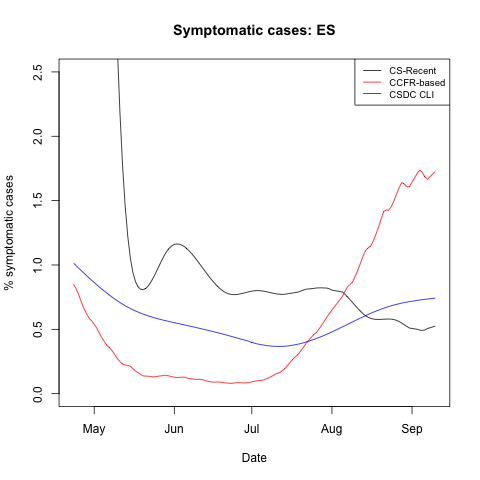 Symptomatic cases: ES
CS-Recent
CCFR-based
CSDC CLI
% symptomatic cases
2.5
2.0
1.5
1.0
0.5
0.0
May Jun Jul Aug Sep
Date